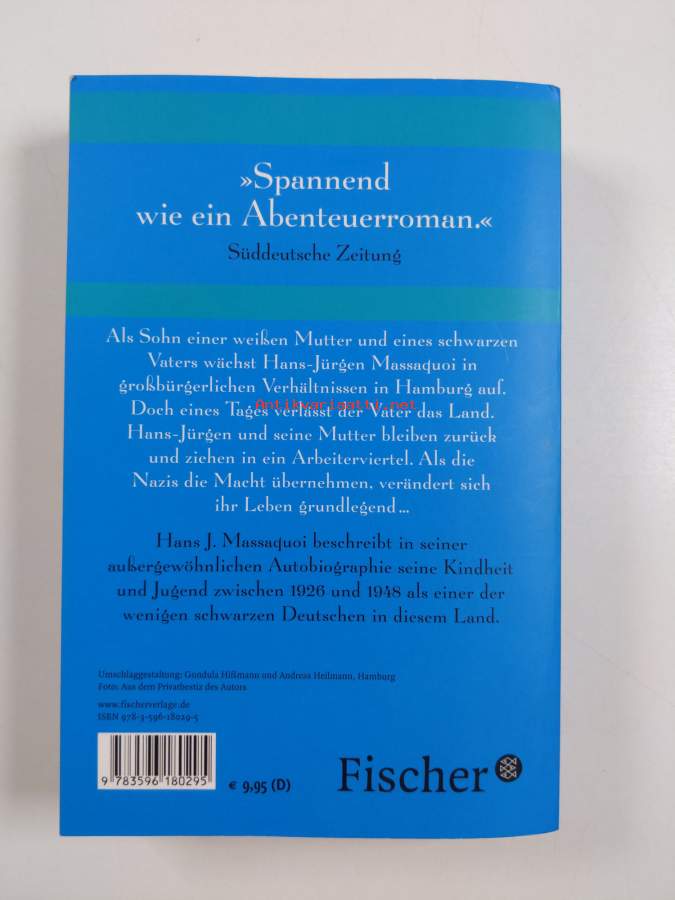 »Spannend
wie ein Abenteuerroman.«
Süddeutsche Zeitung
Als Sohn einer weißen Mutter und eines schwarzen
Vaters wächst Hans-Jürgen Massaquoi in
großbürgerlichen Verhältnissen in Hamburg auf.
Antikvariaatti.net
Doch eines Tages verlässt der Vater das Land.
Hans-Jürgen und seine Mutter bleiben zurück
und ziehen in ein Arbeiterviertel. Als die
Nazis die Macht übernehmen, verändert sich
ihr Leben grundlegend...
Hans J. Massaquoi beschreibt in seiner
außergewöhnlichen Autobiographie seine Kindheit
und Jugend zwischen 1926 und 1948 als einer der
wenigen schwarzen Deutschen in diesem Land.
Umschlaggestaltung: Gundula Hißmann und Andreas Heilmann, Hamburg
Foto: Aus dem Privatbestiz des Autors
www.fischerverlage.de
ISBN 978-3-596-18029-5
9 783596 180295
€ 9,95 (D)
Fischer